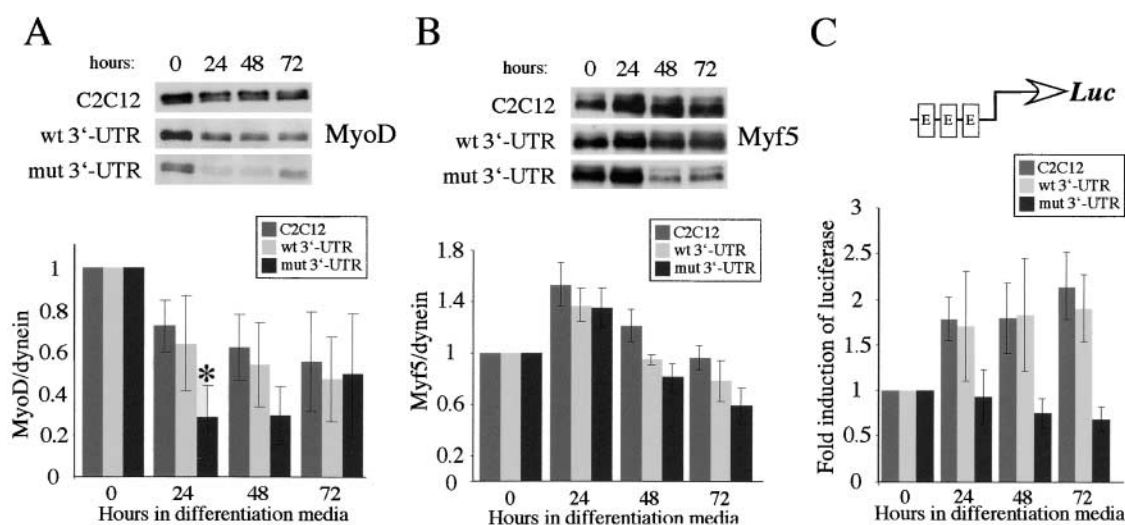 A
hours: 0 24 48 72
C2C12
wt 3‘-UTR
mut 3‘-UTR
MyoD
C2C12
wt 3‘-UTR
mut 3‘-UTR
MyoD/dynein
1
0.8
0.6
0.4
0.2
0
*
0 24 48 72
Hours in differentiation media
B
hours: 0 24 48 72
C2C12
wt 3‘-UTR
mut 3‘-UTR
Myf5
C2C12
wt 3‘-UTR
mut 3‘-UTR
Myf5/dynein
1.8
1.4
1
0.6
0.2
0 24 48 72
Hours in differentiation media
C
E E E Luc
C2C12
wt 3‘-UTR
mut 3‘-UTR
Fold induction of luciferase
3
2.5
2
1.5
1
0.5
0
0 24 48 72
Hours in differentiation media